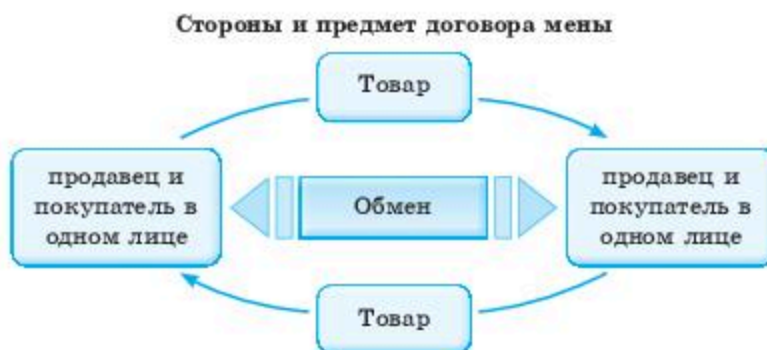 Стороны и предмет договора мены
Товар
продавец и
покупатель в
одном лице
Обмен
продавец и
покупатель в
одном лице
Товар